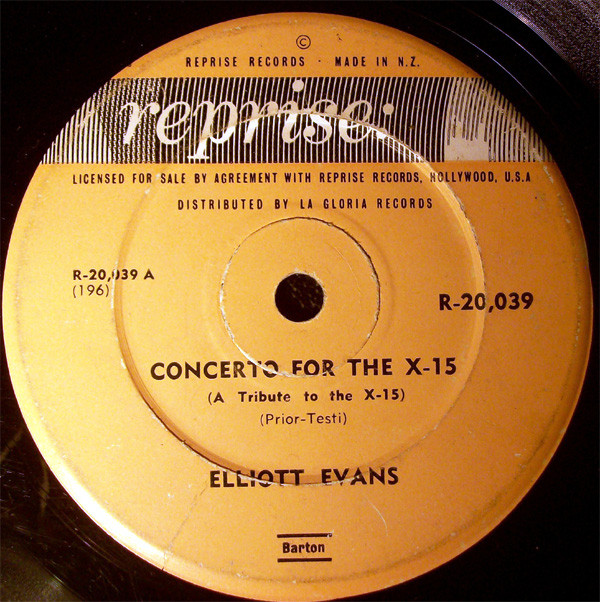 ©
REPRISE RECORDS · MADE IN N.Z.
reprise:
LICENSED FOR SALE BY AGREEMENT WITH REPRISE RECORDS, HOLLYWOOD, U.S.A
DISTRIBUTED BY LA GLORIA RECORDS
R-20,039 A
(196)
R-20,039
CONCERTO FOR THE X-15
(A Tribute to the X-15)
(Prior-Testi)
ELLIOTT EVANS
Barton